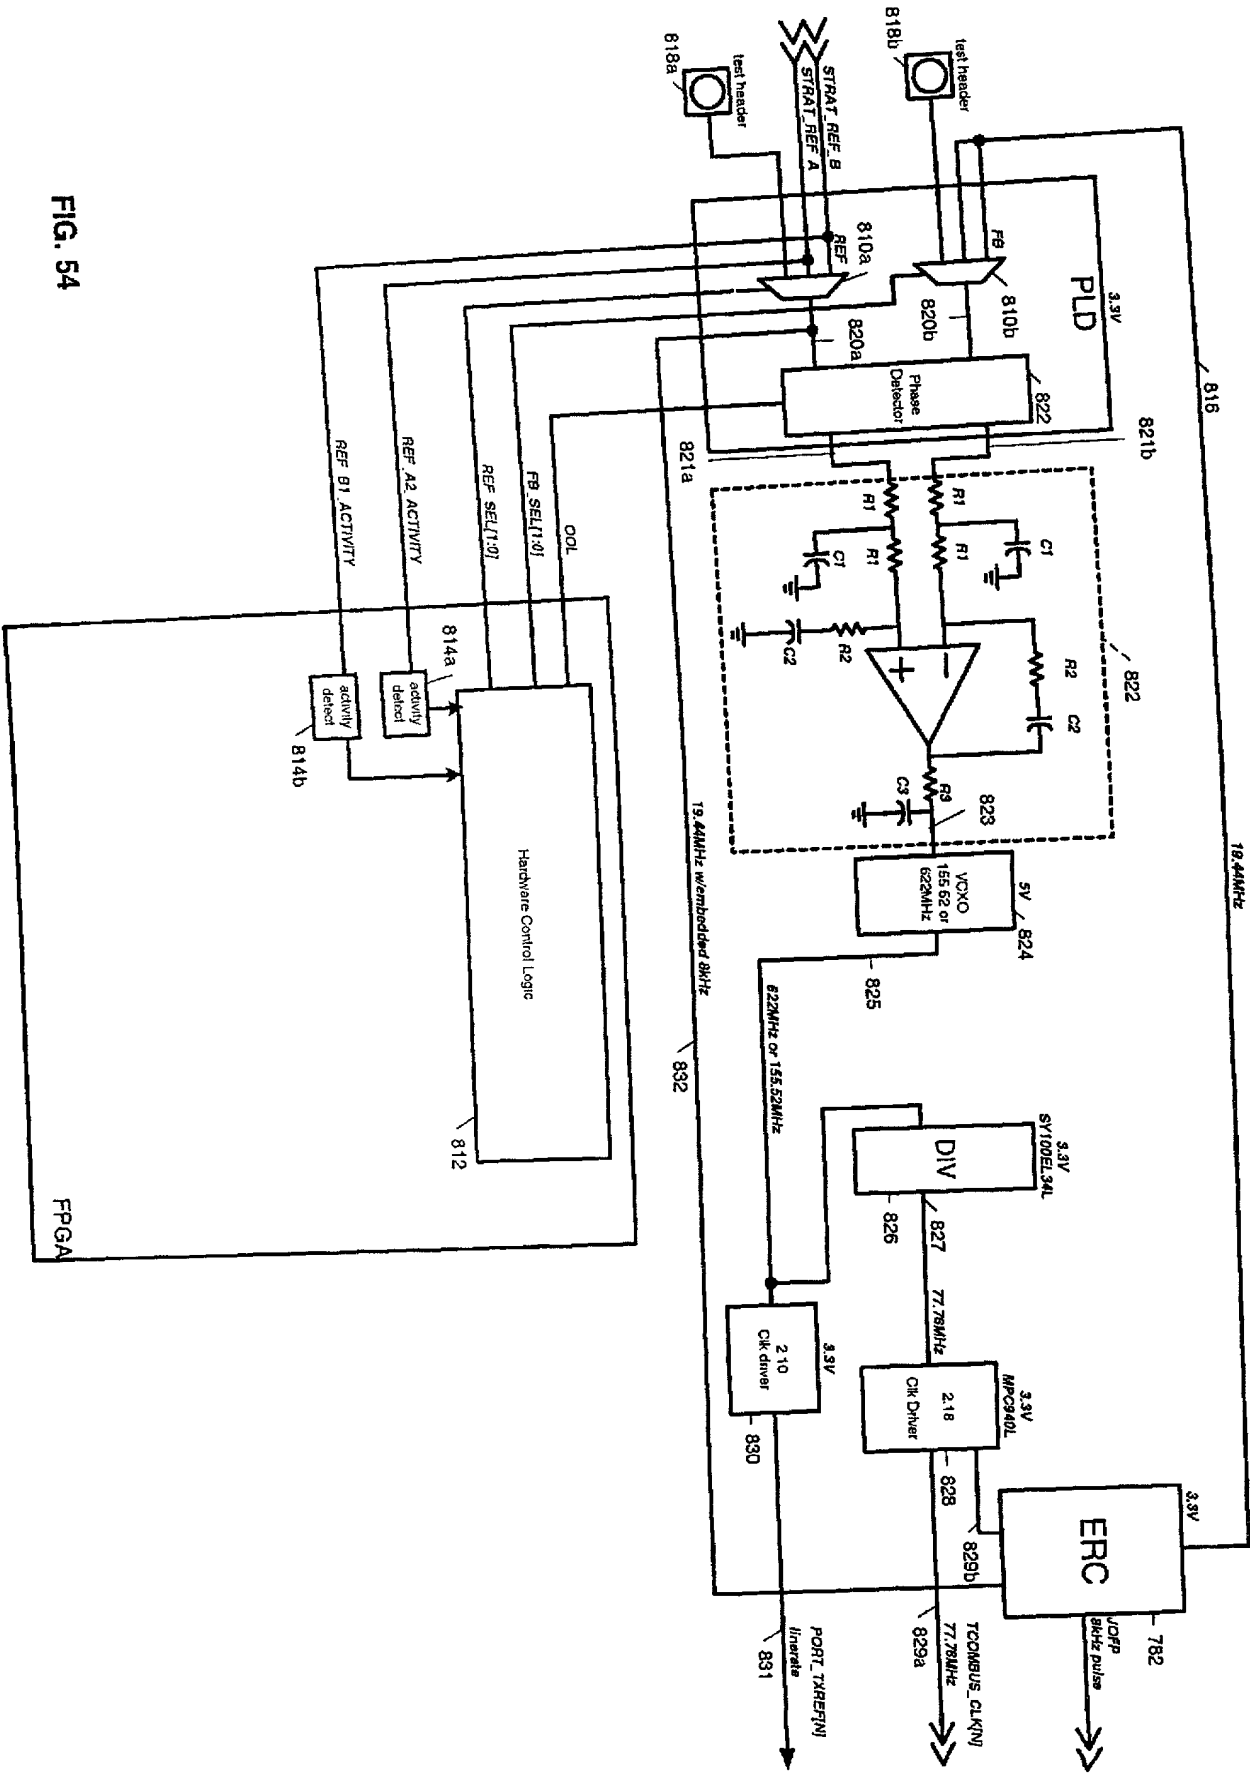 816
19.44MHz
818b
test header
FB
PLD
3.3V
810b
820b
STRAT_REF_B
STRAT_REF_A
REF
810a
820a
818a
test header
Phase
Detector
822
821b
821a
R1
R1
C1
R1
R1
C1
R2
C2
R2
C2
822
R3
C3
823
VCXO
155 52 or
622MHz
5V
824
825
622MHz or 155.52MHz
DIV
3.3V
SY100EL34L
826
827
77.78MHz
2.18
Clk Driver
3.3V
MPC940L
828
829b
829a
TCOMBUS_CLK[N]
77.78MHz
ERC
3.3V
782
JOFP
8kHz pulse
2 10
Clk driver
3.3V
830
831
PORT_TXREF[N]
linerate
19.44MHz w/embedded 8kHz
832
OOL
FB_SEL[1:0]
REF_SEL[1:0]
REF_A2_ACTIVITY
REF_B1_ACTIVITY
814a
activity
detect
activity
detect
814b
Hardware Control Logic
812
FPGA
FIG. 54